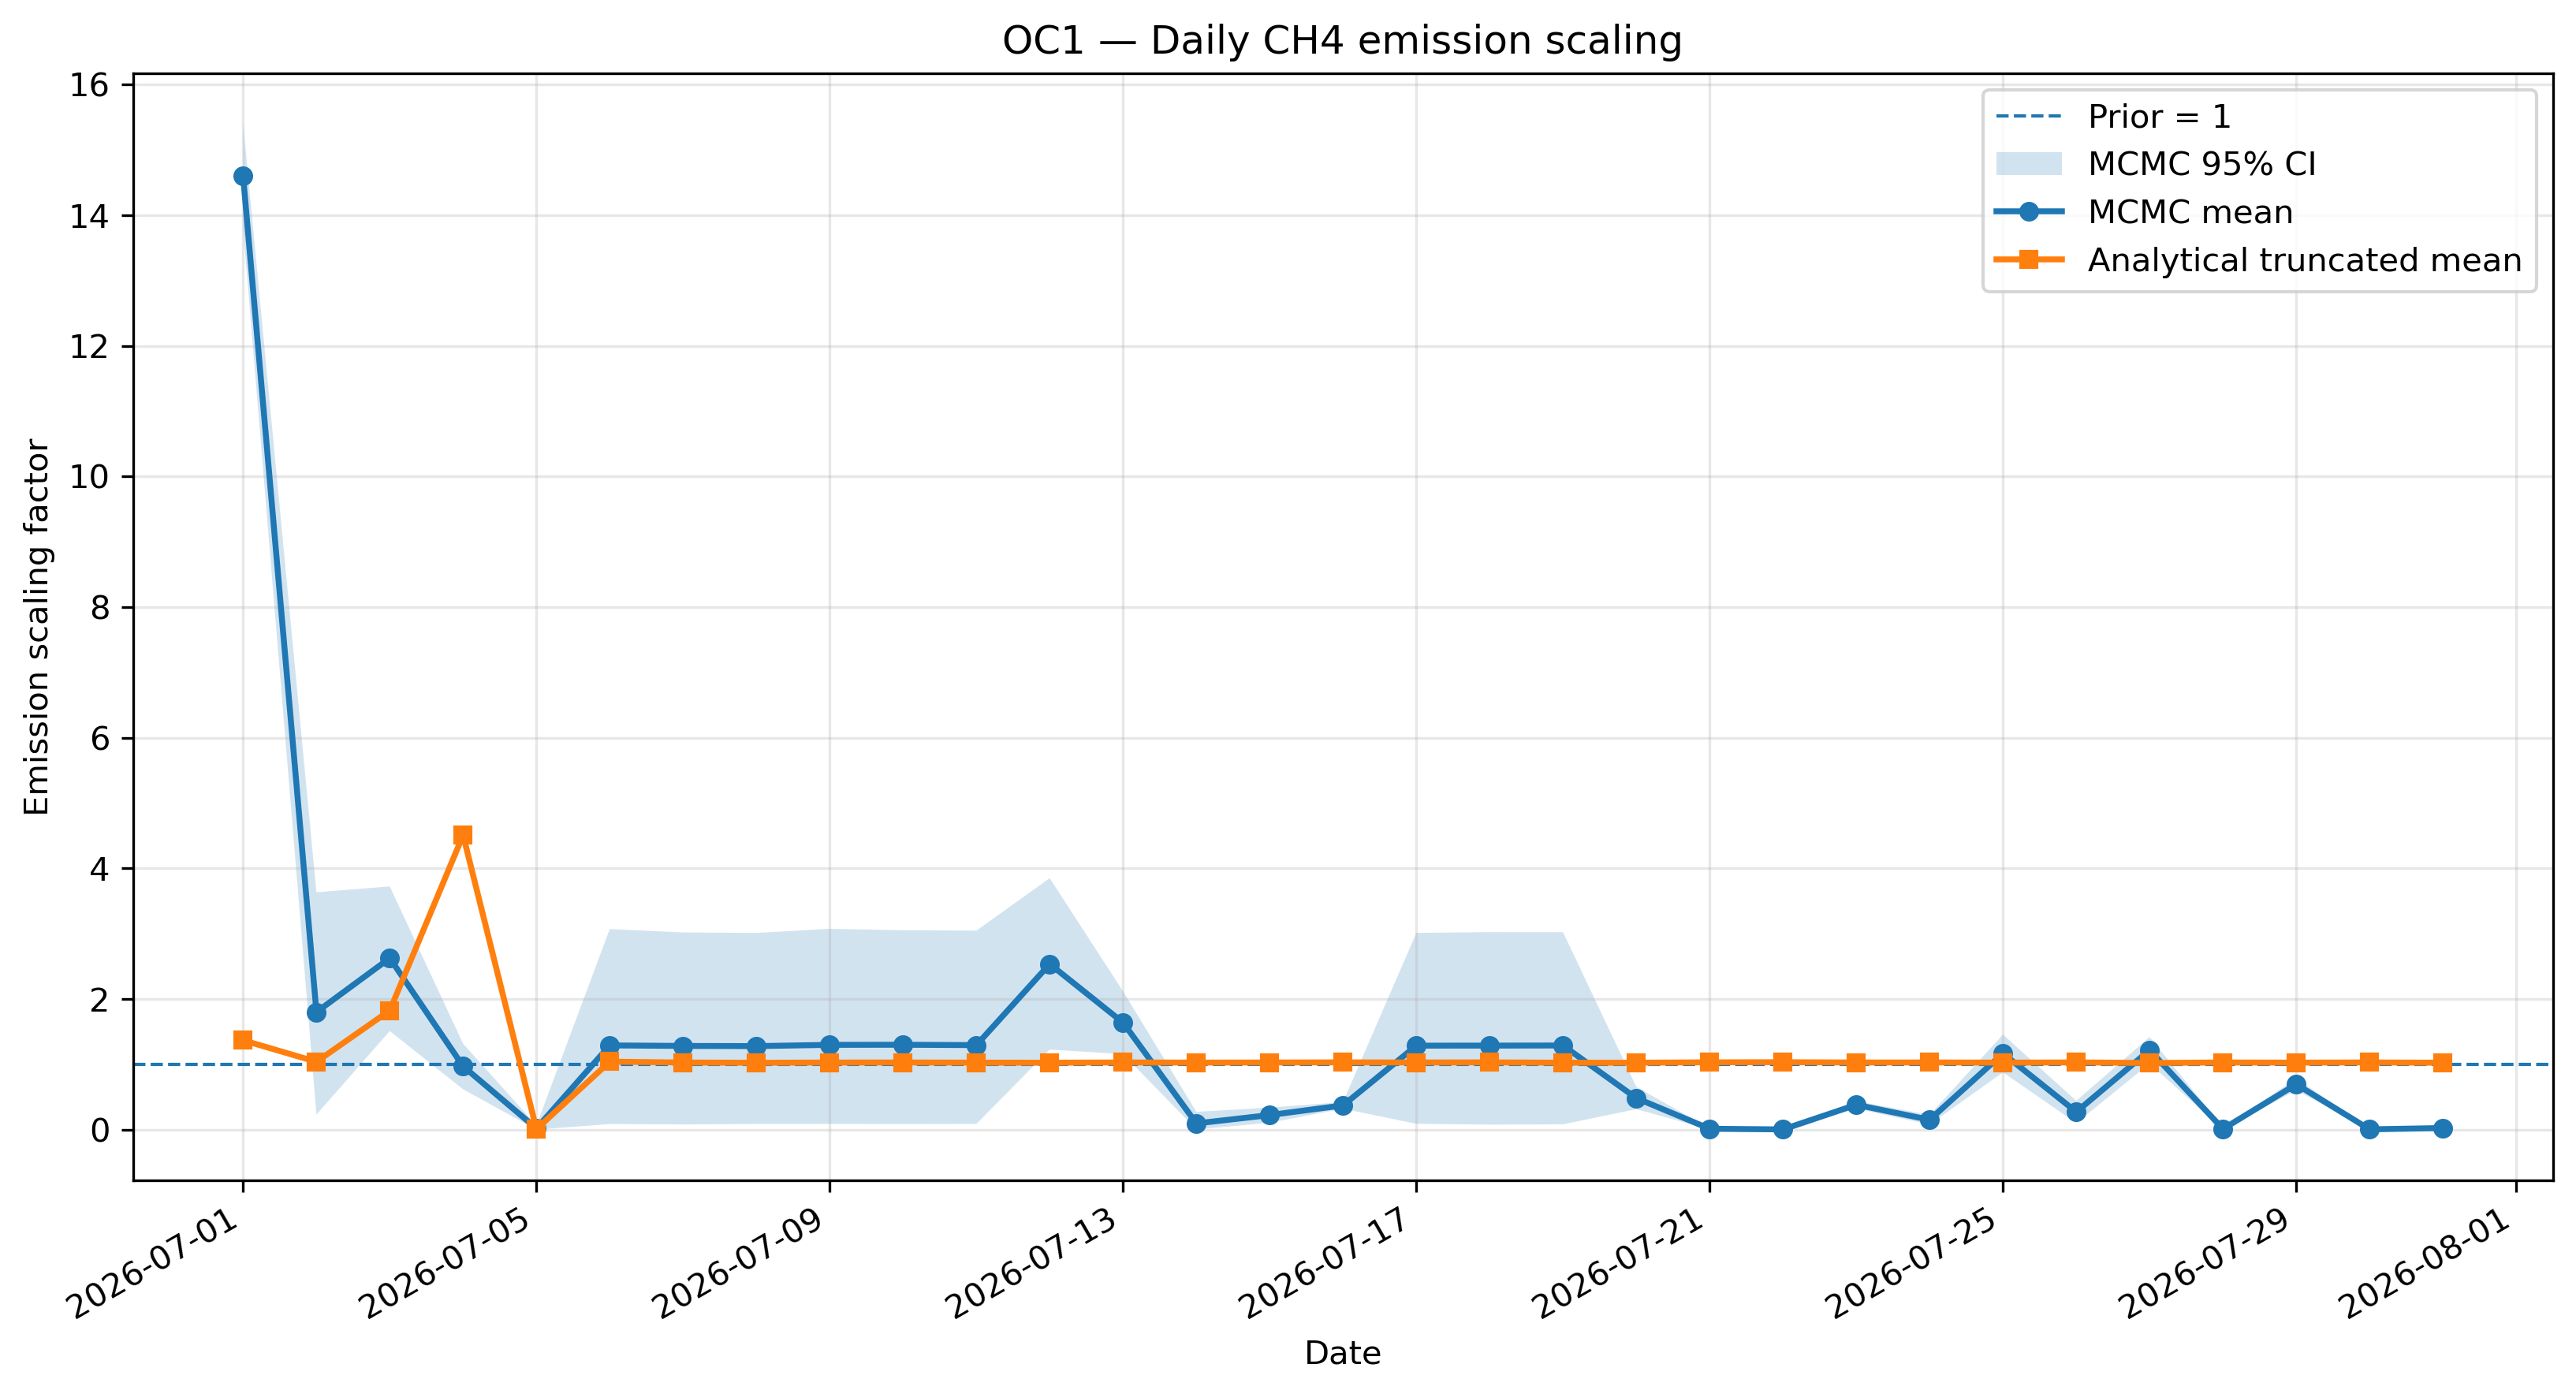 OC1 — Daily CH4 emission scaling
Prior = 1
MCMC 95% CI
MCMC mean
Analytical truncated mean
Emission scaling factor
16
14
12
10
8
6
4
2
0
2026-07-01
2026-07-05
2026-07-09
2026-07-13
2026-07-17
2026-07-21
2026-07-25
2026-07-29
2026-08-01
Date